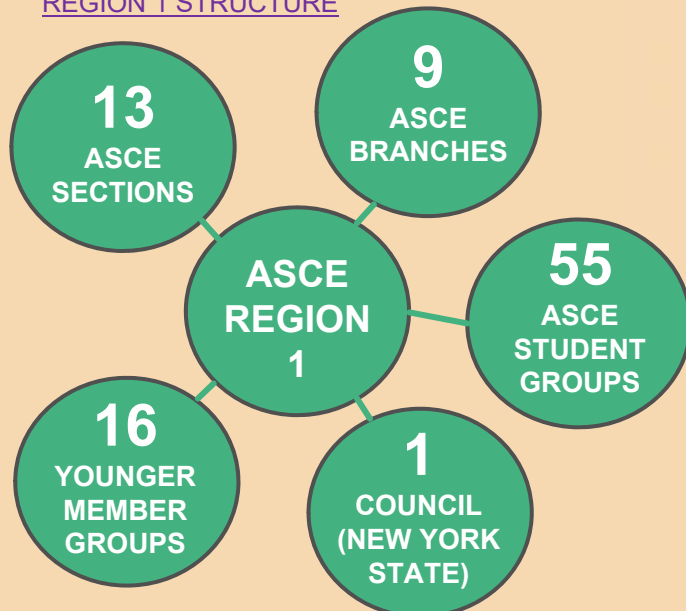 REGION 1 STRUCTURE
13
ASCE
SECTIONS
9
ASCE
BRANCHES
ASCE
REGION
1
55
ASCE
STUDENT
GROUPS
16
YOUNGER
MEMBER
GROUPS
1
COUNCIL
(NEW YORK
STATE)